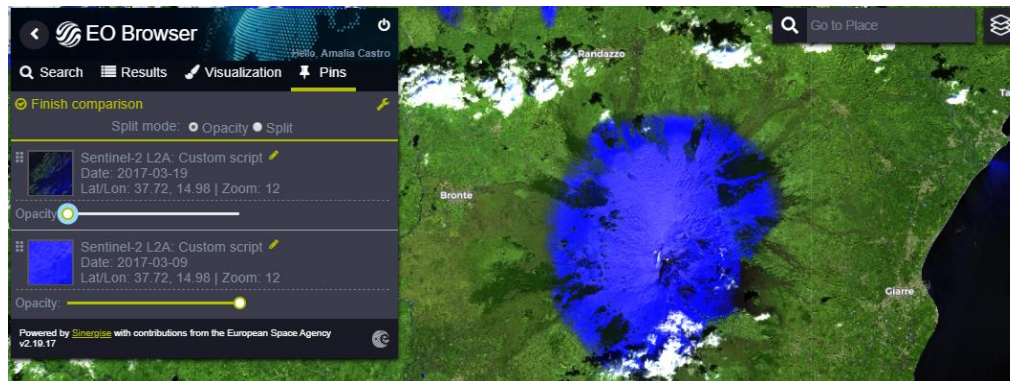 EO Browser
Hello, Amalia Castro
Search Results Visualization Pins
Finish comparison
Split mode: Opacity Split
Sentinel-2 L2A: Custom script
Date: 2017-03-19
Lat/Lon: 37.72, 14.98 | Zoom: 12
Opacity:
Sentinel-2 L2A: Custom script
Date: 2017-03-09
Lat/Lon: 37.72, 14.98 | Zoom: 12
Opacity:
Powered by Sinergise with contributions from the European Space Agency
v2.19.17
Go to Place
Randazzo
Ta
Bronte
Giarre